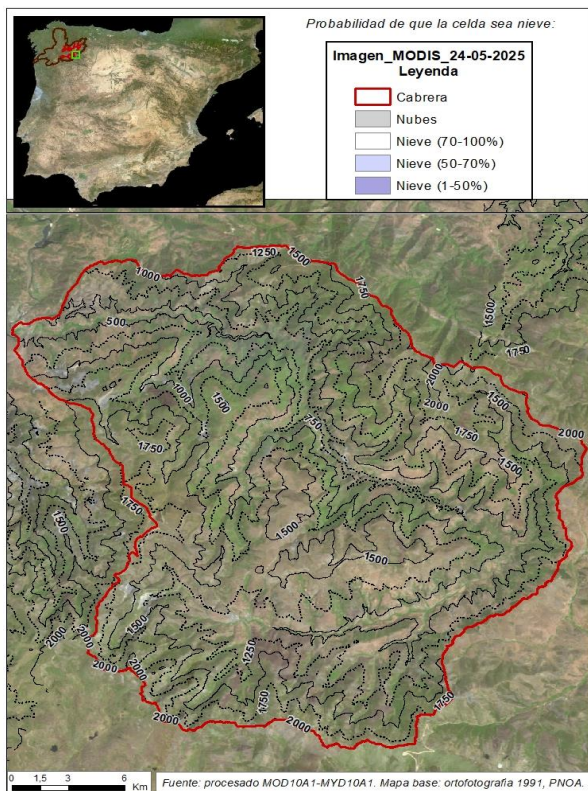 Probabilidad de que la celda sea nieve:
Imagen_MODIS_24-05-2025
Leyenda
Cabrera
Nubes
Nieve (70-100%)
Nieve (50-70%)
Nieve (1-50%)
1250
1500
1000
1750
500
1500
1750
2000
2000
1000
1500
1500
750
2000
1750
1750
1500
1750
1500
1500
1500
1500
1250
2000
2000
2000
2000
1750
1750
2000
2000
0 1,5 3 6
Km
Fuente: procesado MOD10A1-MYD10A1. Mapa base: ortofotografia 1991, PNOA